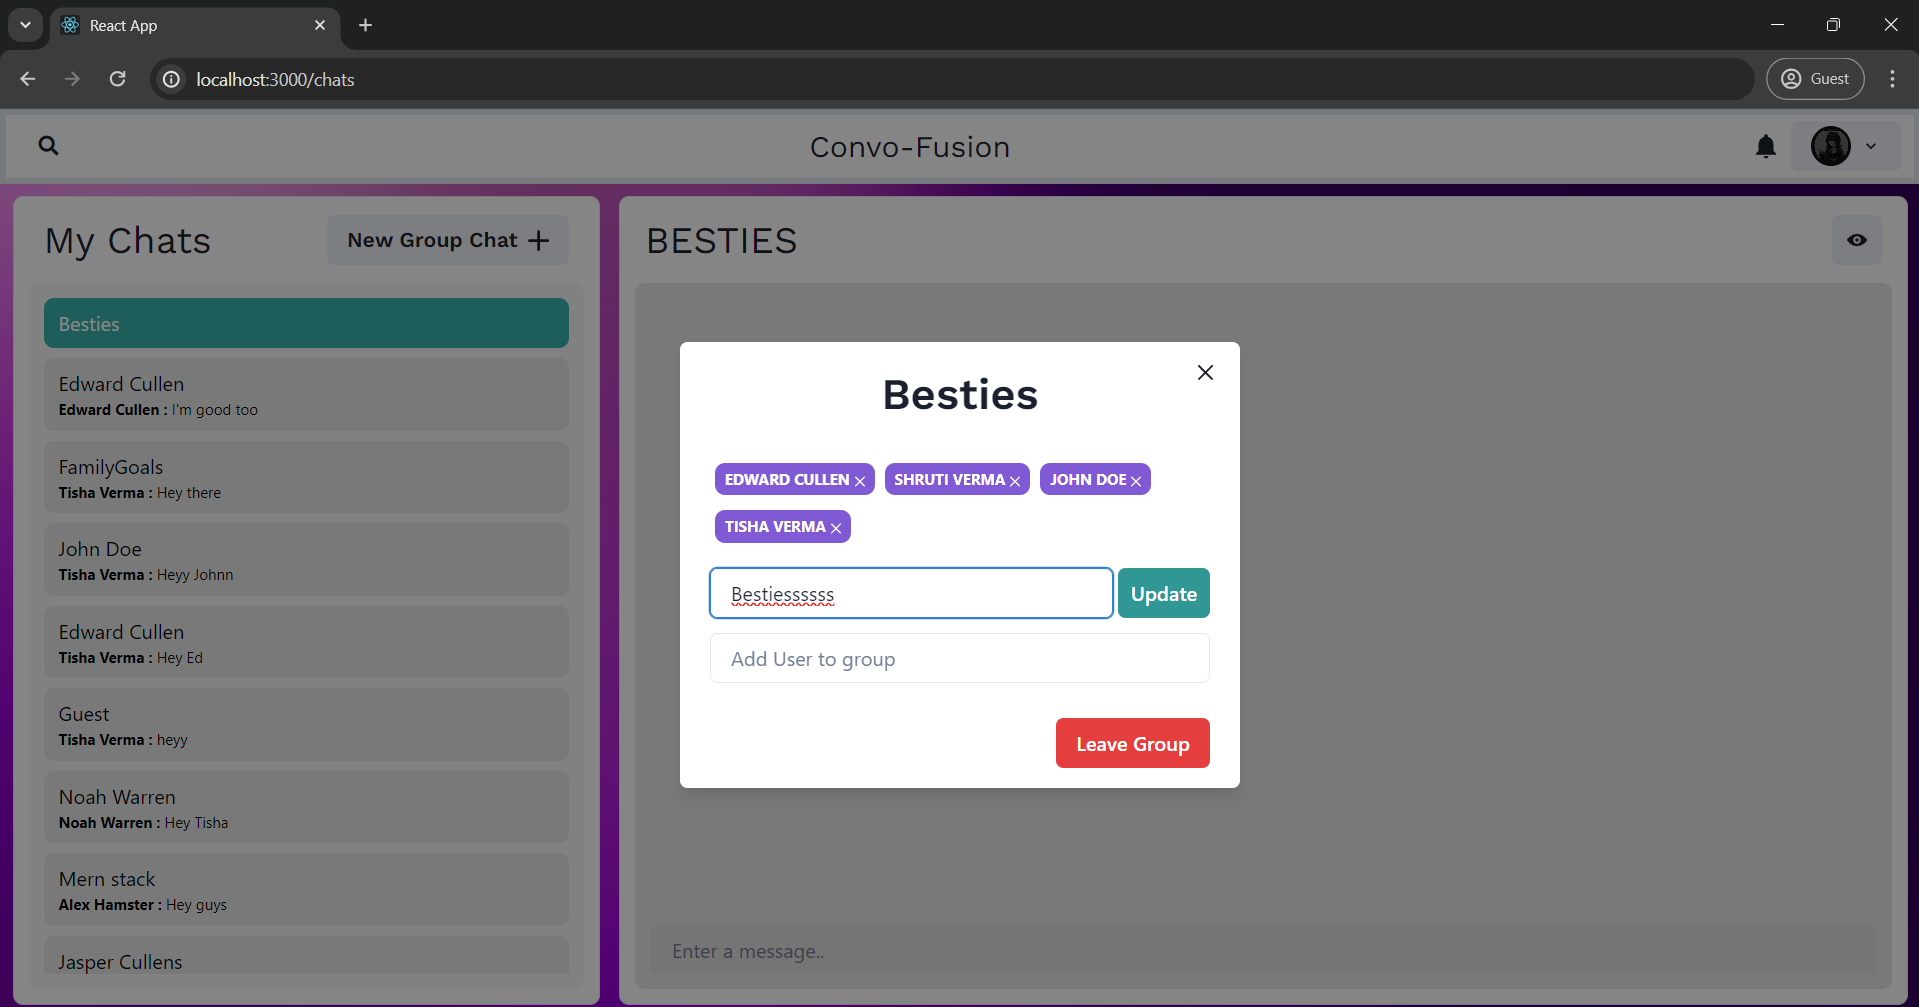 React App
localhost:3000/chats
Guest
Convo-Fusion
My Chats
New Group Chat
Besties
Edward Cullen
Edward Cullen : I'm good too
FamilyGoals
Tisha Verma : Hey there
John Doe
Tisha Verma : Heyy Johnn
Edward Cullen
Tisha Verma : Hey Ed
Guest
Tisha Verma : heyy
Noah Warren
Noah Warren : Hey Tisha
Mern stack
Alex Hamster : Hey guys
Jasper Cullens
BESTIES
Besties
EDWARD CULLEN
SHRUTI VERMA
JOHN DOE
TISHA VERMA
Bestiessssss
Update
Add User to group
Leave Group
Enter a message..